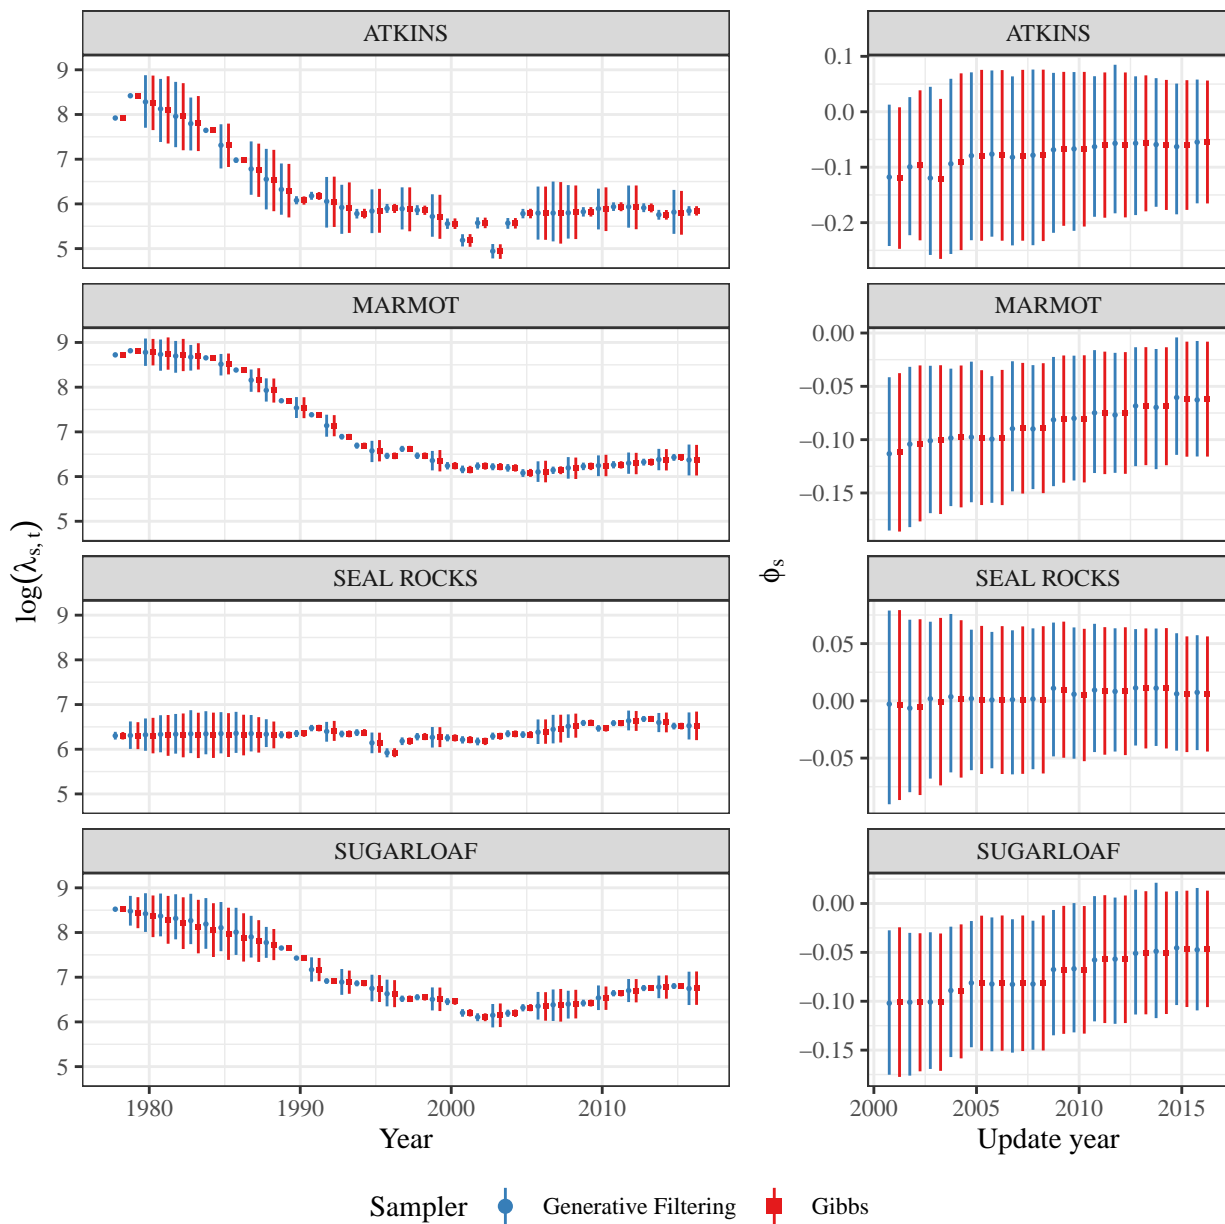 ATKINS
9
8
7
6
5
MARMOT
9
8
7
6
5
SEAL ROCKS
9
8
7
6
5
SUGARLOAF
9
8
7
6
5
1980 1990 2000 2010
Year
log(λs, t)
ATKINS
0.1
0.0
−0.1
−0.2
MARMOT
0.00
−0.05
−0.10
−0.15
SEAL ROCKS
0.05
0.00
−0.05
SUGARLOAF
0.00
−0.05
−0.10
−0.15
2000 2005 2010 2015
Update year
ϕs
Sampler Generative Filtering Gibbs